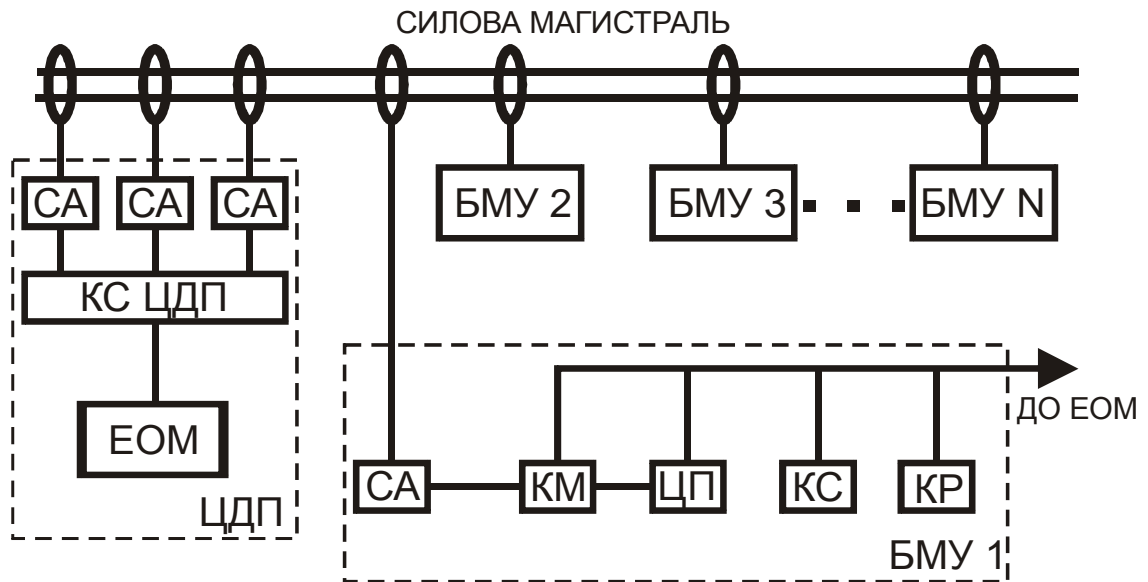 СИЛОВА МАГИСТРАЛЬ
СА
СА
СА
БМУ 2
БМУ 3
БМУ N
КС ЦДП
ЕОМ
ЦДП
ДО ЕОМ
СА
КМ
ЦП
КС
КР
БМУ 1